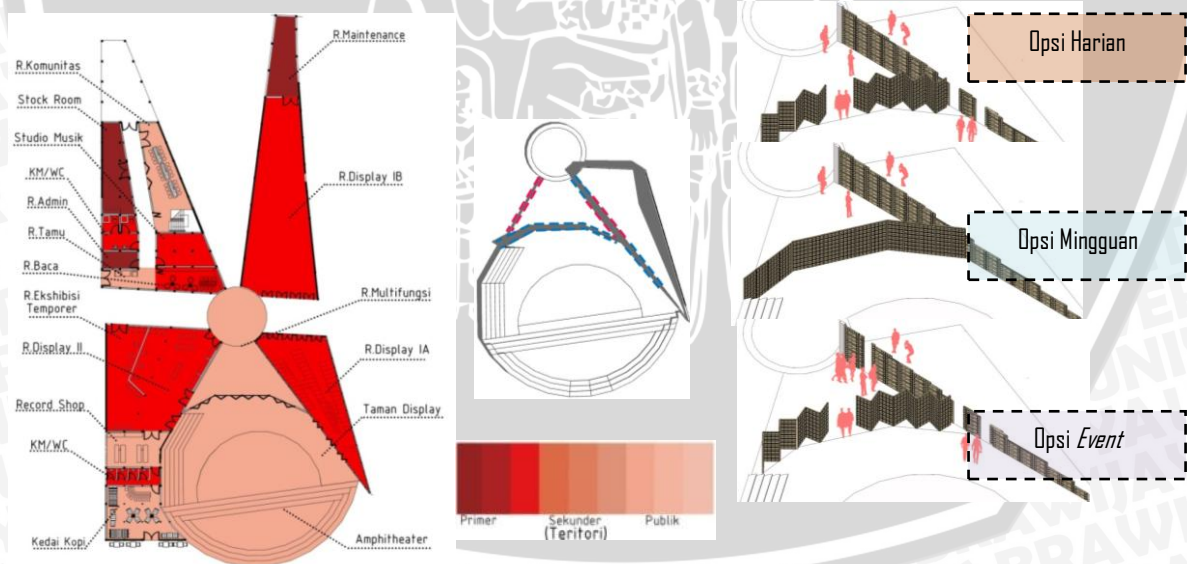 R.Maintenance
R.Komunitas
Stock Room
Studio Musik
KM/WC
R.Admin
R.Tamu
R.Baca
R.Ekshibisi
Temporer
R.Display II
Record Shop
KM/WC
Kedai Kopi
R.Display IB
R.Multifungsi
R.Display IA
Taman Display
Amphitheater
Primer
Sekunder
Publik
(Teritori)
Opsi Harian
Opsi Mingguan
Opsi Event